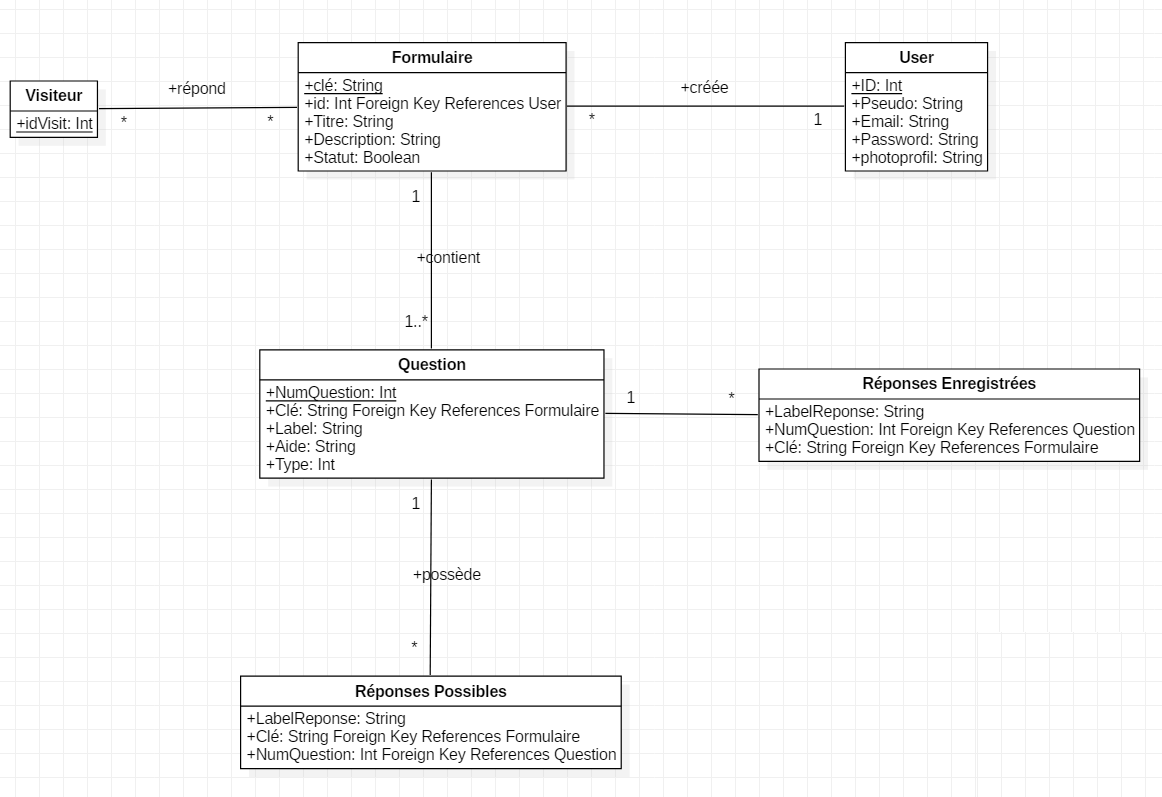 Visiteur
+idVisit: Int
+répond
*
*
Formulaire
+clé: String
+id: Int Foreign Key References User
+Titre: String
+Description: String
+Statut: Boolean
+créée
*
1
User
+ID: Int
+Pseudo: String
+Email: String
+Password: String
+photoprofil: String
1
+contient
1..*
Question
+NumQuestion: Int
+Clé: String Foreign Key References Formulaire
+Label: String
+Aide: String
+Type: Int
1
*
Réponses Enregistrées
+LabelReponse: String
+NumQuestion: Int Foreign Key References Question
+Clé: String Foreign Key References Formulaire
1
+possède
*
Réponses Possibles
+LabelReponse: String
+Clé: String Foreign Key References Formulaire
+NumQuestion: Int Foreign Key References Question